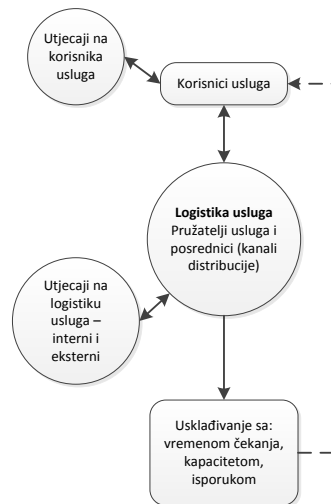 Utjecaji na
korisnika
usluga
Korisnici usluga
Logistika usluga
Pružatelji usluga i
posrednici (kanali
distribucije)
Utjecaji na
logistiku
usluga –
interni i
eksterni
Usklađivanje sa:
vremenom čekanja,
kapacitetom,
isporukom